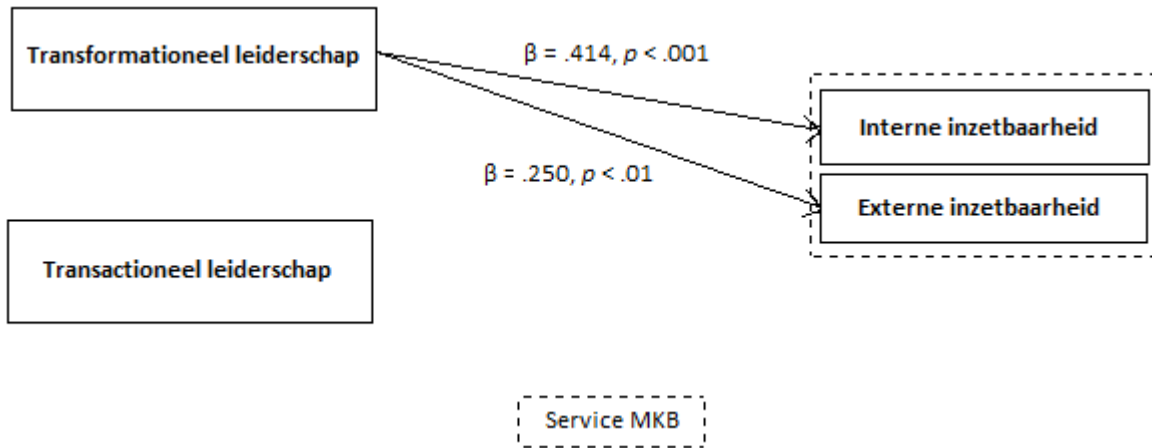 Transformationeel leiderschap
β = .414, p < .001
Interne inzetbaarheid
β = .250, p < .01
Externe inzetbaarheid
Transactioneel leiderschap
Service MKB